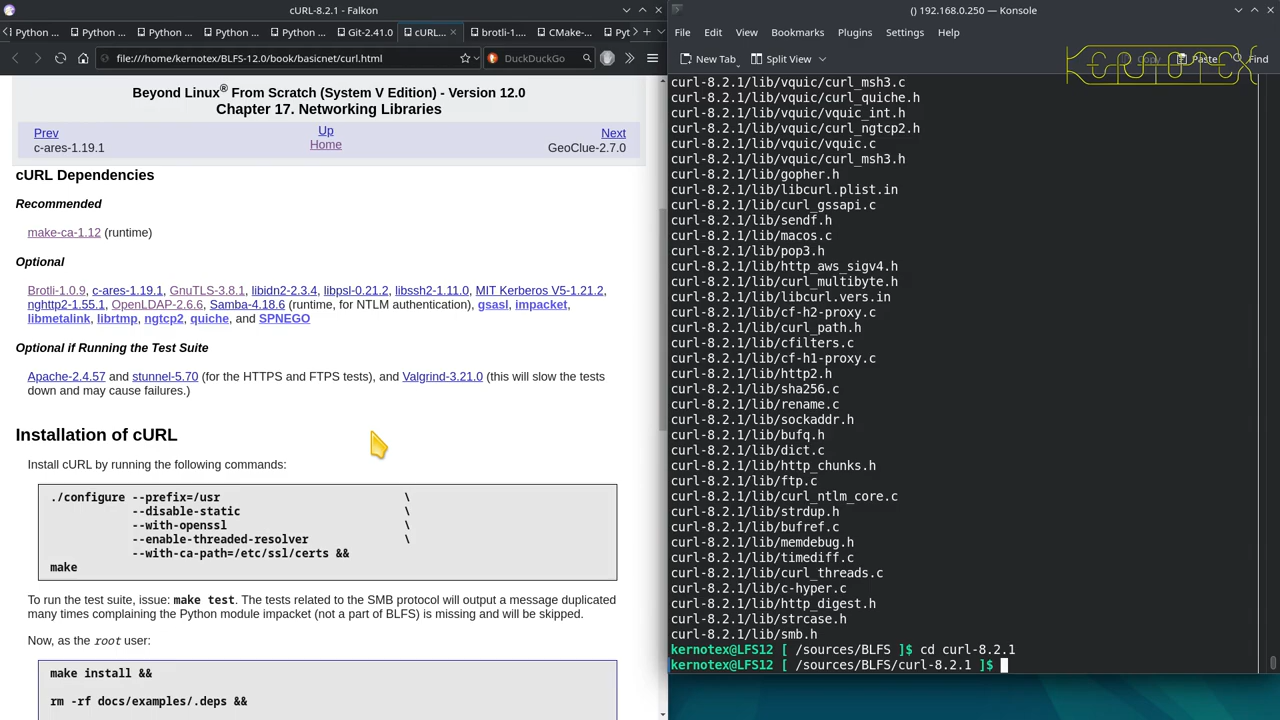 cURL-8.2.1 - Falkon
Python ... Python ... Python ... Python ... Python ... Git-2.41.0 cURL... brotli-1.... CMake-... Pyt
file:///home/kernotex/BLFS-12.0/book/basicnet/curl.html DuckDuckGo
Beyond Linux® From Scratch (System V Edition) - Version 12.0
Chapter 17. Networking Libraries
Prev Up Next
c-ares-1.19.1 Home GeoClue-2.7.0
cURL Dependencies
Recommended
make-ca-1.12 (runtime)
Optional
Brotli-1.0.9, c-ares-1.19.1, GnuTLS-3.8.1, libidn2-2.3.4, libpsl-0.21.2, libssh2-1.11.0, MIT Kerberos V5-1.21.2,
nghttp2-1.55.1, OpenLDAP-2.6.6, Samba-4.18.6 (runtime, for NTLM authentication), gsasl, impacket,
libmetalink, librtmp, ngtcp2, quiche, and SPNEGO
Optional if Running the Test Suite
Apache-2.4.57 and stunnel-5.70 (for the HTTPS and FTPS tests), and Valgrind-3.21.0 (this will slow the tests
down and may cause failures.)
Installation of cURL
Install cURL by running the following commands:
./configure --prefix=/usr \
--disable-static \
--with-openssl \
--enable-threaded-resolver \
--with-ca-path=/etc/ssl/certs &&
make
To run the test suite, issue: make test. The tests related to the SMB protocol will output a message duplicated
many times complaining the Python module impacket (not a part of BLFS) is missing and will be skipped.
Now, as the root user:
make install &&
rm -rf docs/examples/.deps &&
() 192.168.0.250 — Konsole
File Edit View Bookmarks Plugins Settings Help
New Tab Split View Copy Paste Find
KERNOTEX
curl-8.2.1/lib/vquic/curl_msh3.c
curl-8.2.1/lib/vquic/curl_quiche.h
curl-8.2.1/lib/vquic/vquic_int.h
curl-8.2.1/lib/vquic/curl_ngtcp2.h
curl-8.2.1/lib/vquic/vquic.c
curl-8.2.1/lib/vquic/curl_msh3.h
curl-8.2.1/lib/gopher.h
curl-8.2.1/lib/libcurl.plist.in
curl-8.2.1/lib/curl_gssapi.c
curl-8.2.1/lib/sendf.h
curl-8.2.1/lib/macos.c
curl-8.2.1/lib/pop3.h
curl-8.2.1/lib/http_aws_sigv4.h
curl-8.2.1/lib/curl_multibyte.h
curl-8.2.1/lib/libcurl.vers.in
curl-8.2.1/lib/cf-h2-proxy.c
curl-8.2.1/lib/curl_path.h
curl-8.2.1/lib/cfilters.c
curl-8.2.1/lib/cf-h1-proxy.c
curl-8.2.1/lib/http2.h
curl-8.2.1/lib/sha256.c
curl-8.2.1/lib/rename.c
curl-8.2.1/lib/sockaddr.h
curl-8.2.1/lib/bufq.h
curl-8.2.1/lib/dict.c
curl-8.2.1/lib/http_chunks.h
curl-8.2.1/lib/ftp.c
curl-8.2.1/lib/curl_ntlm_core.c
curl-8.2.1/lib/strdup.h
curl-8.2.1/lib/bufref.c
curl-8.2.1/lib/memdebug.h
curl-8.2.1/lib/timediff.c
curl-8.2.1/lib/curl_threads.c
curl-8.2.1/lib/c-hyper.c
curl-8.2.1/lib/http_digest.h
curl-8.2.1/lib/strcase.h
curl-8.2.1/lib/smb.h
kernotex@LFS12 [ /sources/BLFS ]$ cd curl-8.2.1
kernotex@LFS12 [ /sources/BLFS/curl-8.2.1 ]$